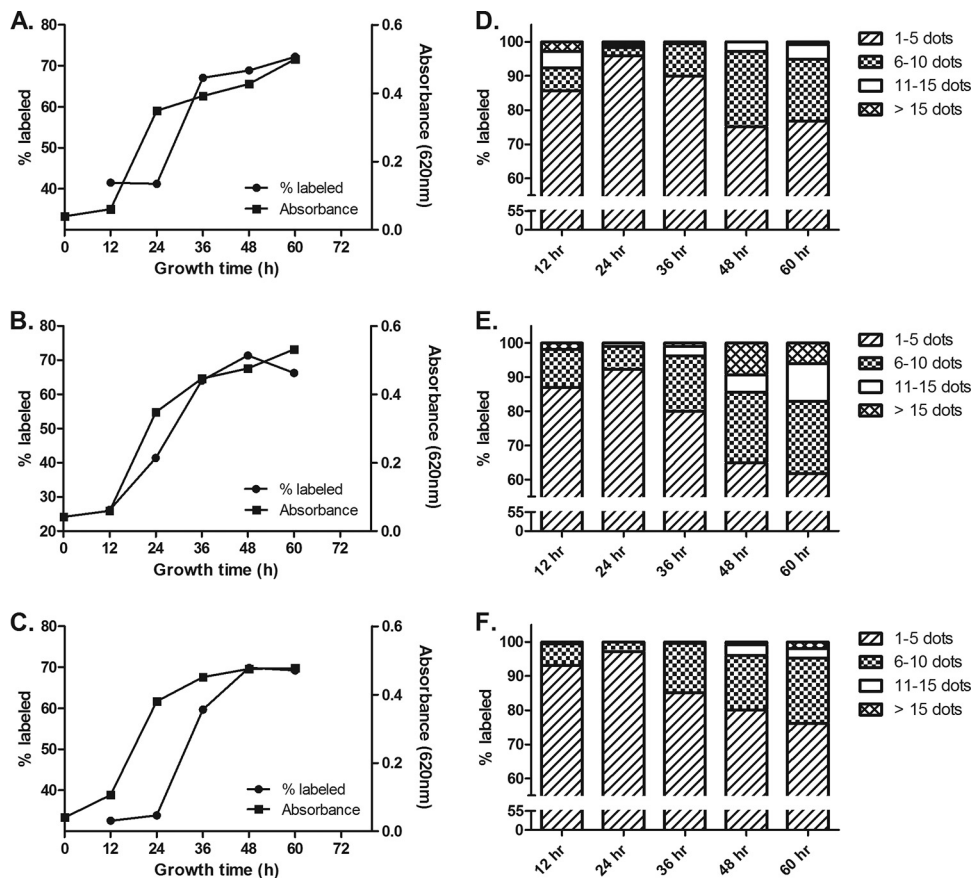 A.
80
70
60
50
40
% labeled
0.6
0.4
0.2
0.0
Absorbance (620nm)
% labeled
Absorbance
0 12 24 36 48 60 72
Growth time (h)
D.
100
90
80
70
60
55
0
% labeled
12 hr 24 hr 36 hr 48 hr 60 hr
1-5 dots
6-10 dots
11-15 dots
> 15 dots
B.
80
70
60
50
40
30
20
% labeled
0.6
0.4
0.2
0.0
Absorbance (620nm)
% labeled
Absorbance
0 12 24 36 48 60 72
Growth time (h)
E.
100
90
80
70
60
55
0
% labeled
12 hr 24 hr 36 hr 48 hr 60 hr
1-5 dots
6-10 dots
11-15 dots
> 15 dots
C.
80
70
60
50
40
% labeled
0.6
0.4
0.2
0.0
Absorbance (620nm)
% labeled
Absorbance
0 12 24 36 48 60 72
Growth time (h)
F.
100
90
80
70
60
55
0
% labeled
12 hr 24 hr 36 hr 48 hr 60 hr
1-5 dots
6-10 dots
11-15 dots
> 15 dots